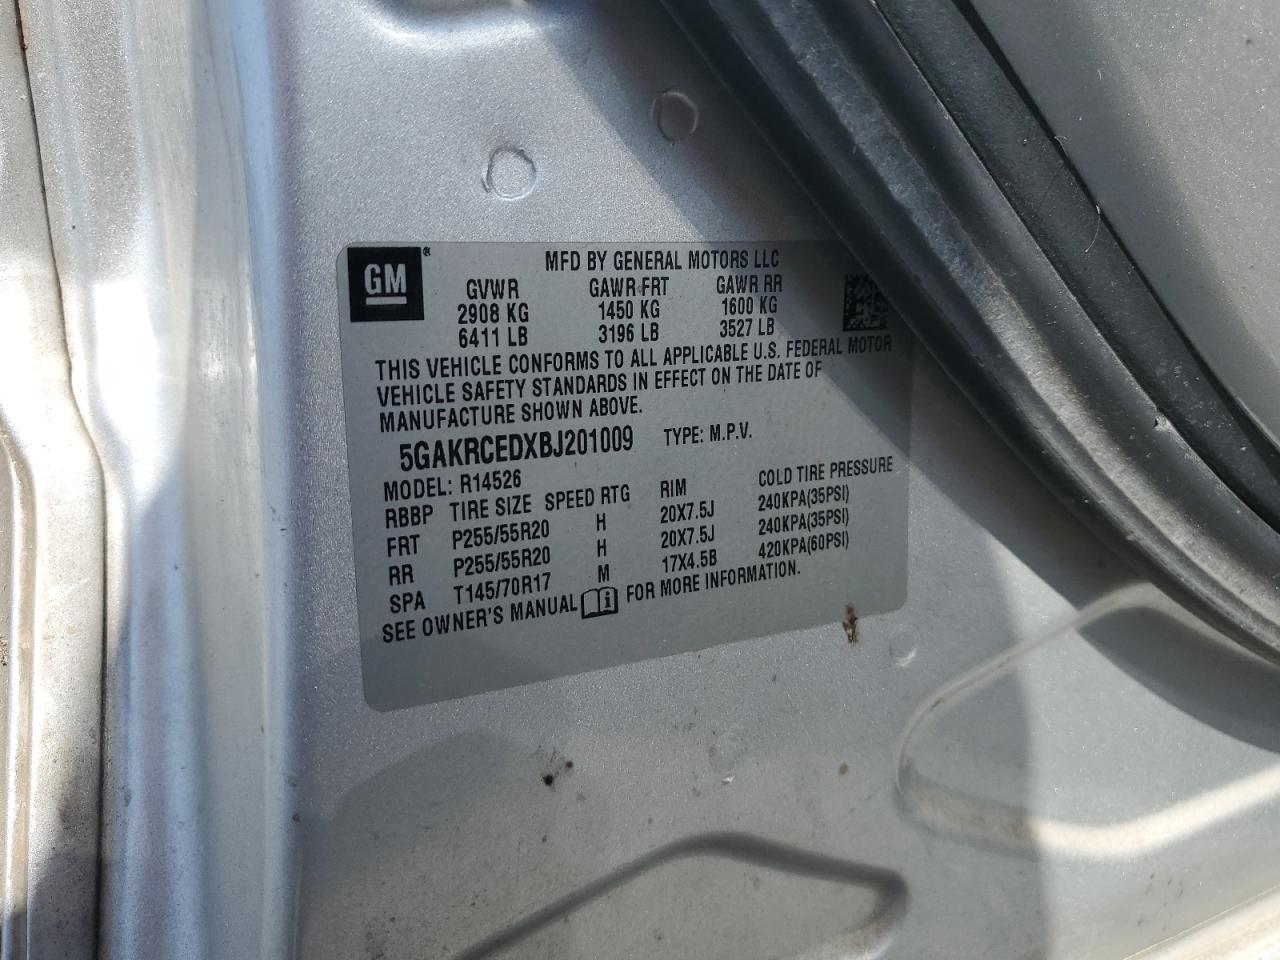 GM®
MFD BY GENERAL MOTORS LLC
GVWR GAWR FRT GAWR RR
2908 KG 1450 KG 1600 KG
6411 LB 3196 LB 3527 LB
THIS VEHICLE CONFORMS TO ALL APPLICABLE U.S. FEDERAL MOTOR
VEHICLE SAFETY STANDARDS IN EFFECT ON THE DATE OF
MANUFACTURE SHOWN ABOVE.
5GAKRCEDXBJ201009 TYPE: M.P.V.
MODEL: R14526
RBBP TIRE SIZE SPEED RTG RIM COLD TIRE PRESSURE
FRT P255/55R20 H 20X7.5J 240KPA(35PSI)
RR P255/55R20 H 20X7.5J 240KPA(35PSI)
SPA T145/70R17 M 17X4.5B 420KPA(60PSI)
SEE OWNER'S MANUAL i FOR MORE INFORMATION.